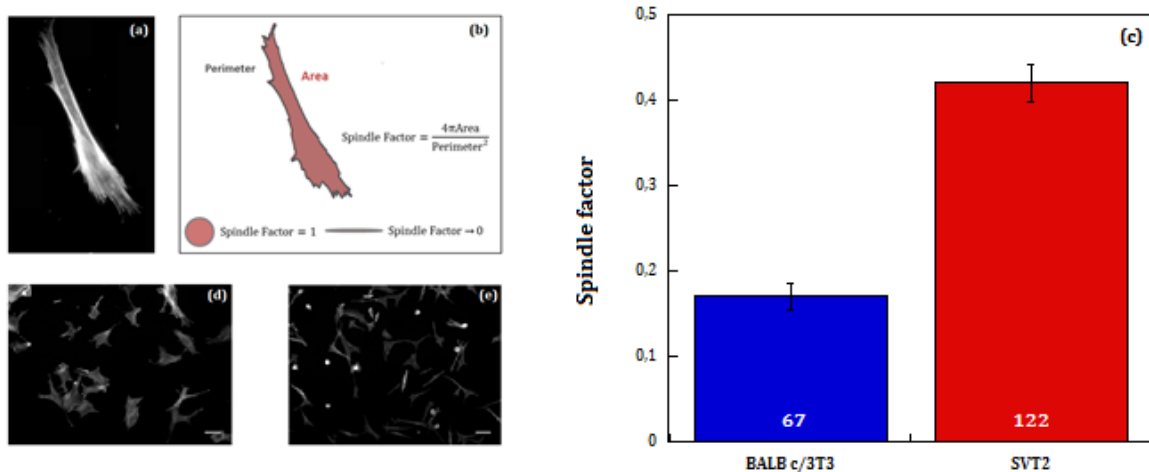 (a)
(b)
Perimeter
Area
Spindle Factor = 4πArea / Perimeter²
Spindle Factor = 1
Spindle Factor → 0
(d)
(e)
(c)
Spindle factor
0,5
0,4
0,3
0,2
0,1
0
67
122
BALB c/3T3
SVT2